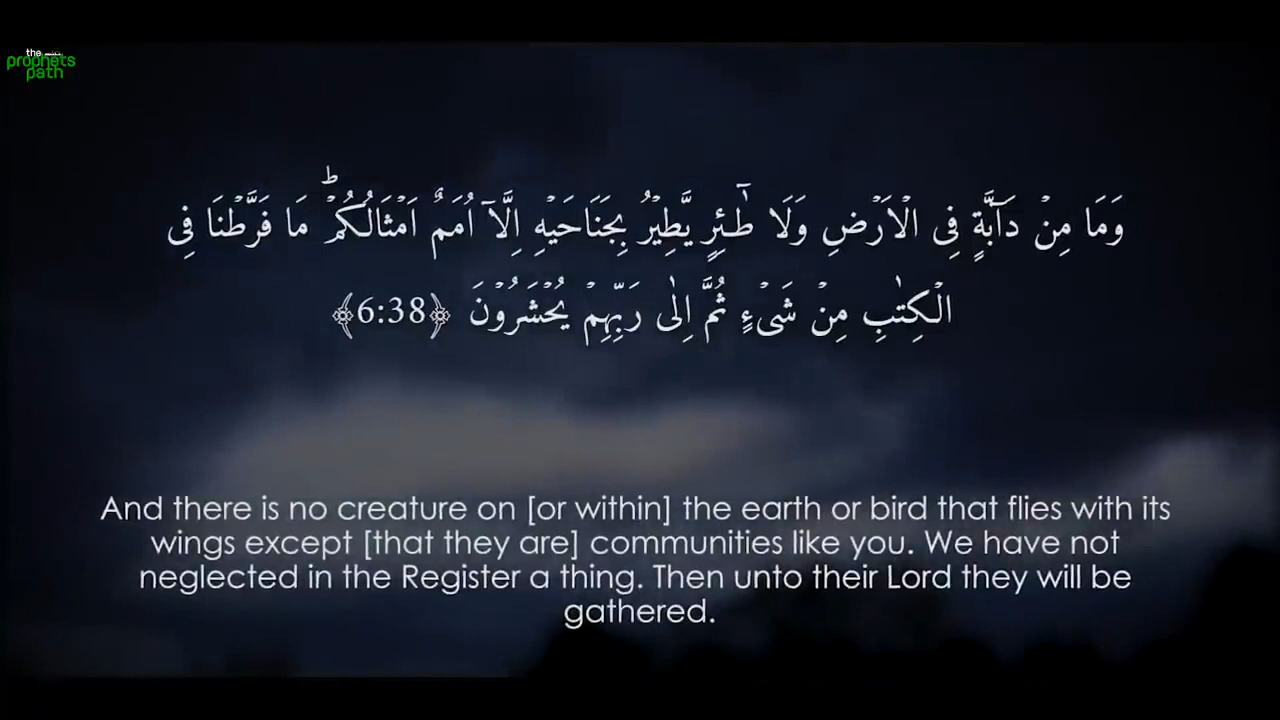 the
prophets
path
وَمَا مِنۡ دَآبَّةٍ فِى الۡاَرۡضِ وَلَا طٰٓئِرٍ يَّطِيۡرُ بِجَنَاحَيۡهِ اِلَّاۤ اُمَمٌ اَمۡثَالُـكُمۡؕ مَا فَرَّطۡنَا فِى
الۡـكِتٰبِ مِنۡ شَىۡءٍ ثُمَّ اِلٰى رَبِّهِمۡ يُحۡشَرُوۡنَ ﴿6:38﴾
And there is no creature on [or within] the earth or bird that flies with its
wings except [that they are] communities like you. We have not
neglected in the Register a thing. Then unto their Lord they will be
gathered.